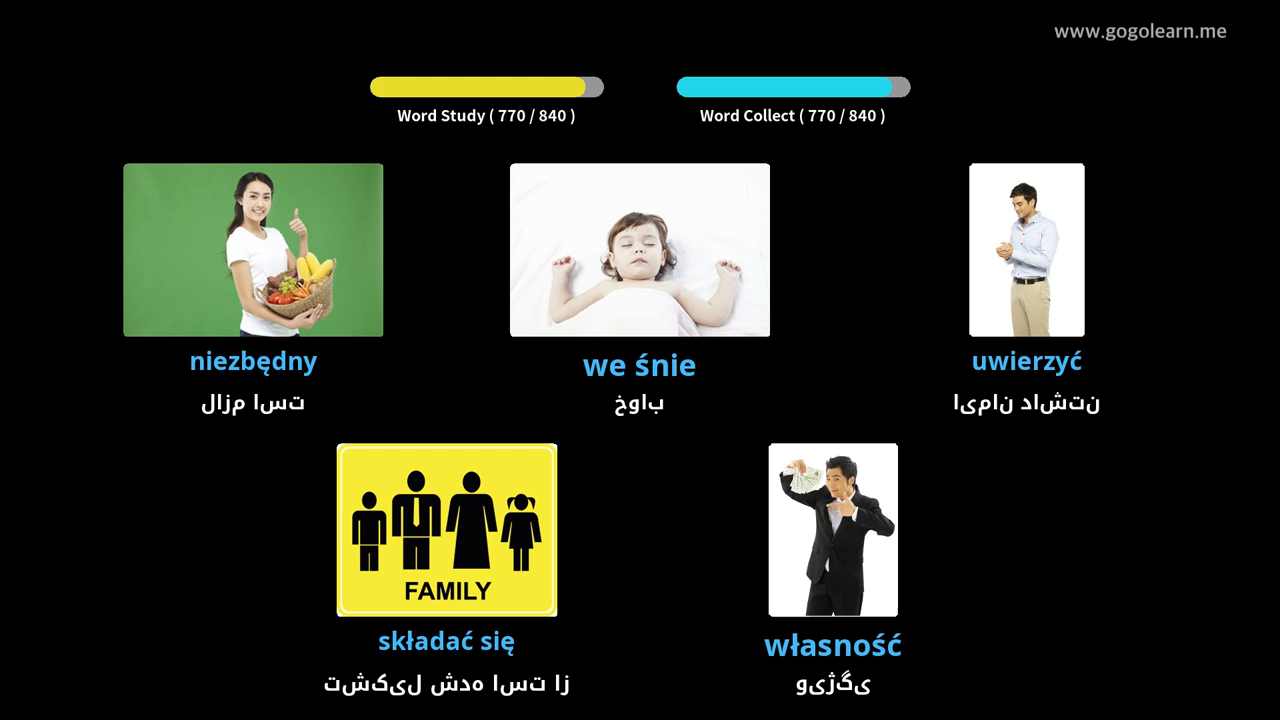 www.gogolearn.me
Word Study ( 770 / 840 )
Word Collect ( 770 / 840 )
niezbędny
we śnie
uwierzyć
لازم است
خواب
ایمان داشتن
FAMILY
składać się
własność
تشکیل شده است از
ویژگی